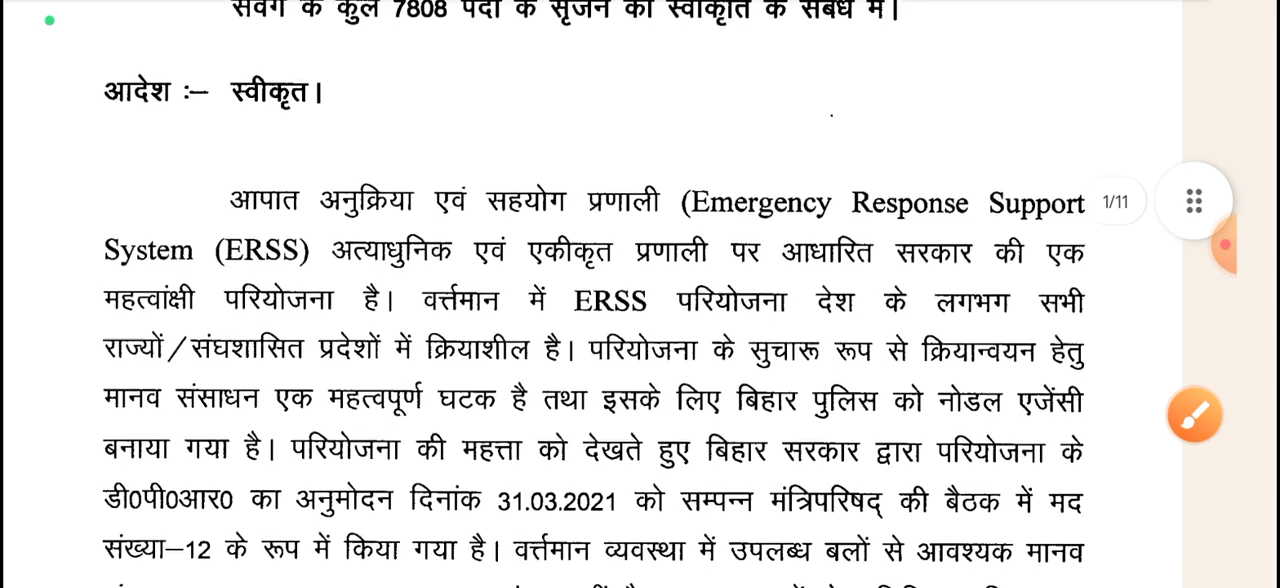 संवर्ग के कुल 7808 पदों के सृजन की स्वीकृति के संबंध में।
आदेश :– स्वीकृत।
आपात अनुक्रिया एवं सहयोग प्रणाली (Emergency Response Support
1/11
System (ERSS) अत्याधुनिक एवं एकीकृत प्रणाली पर आधारित सरकार की एक
महत्वांक्षी परियोजना है। वर्त्तमान में ERSS परियोजना देश के लगभग सभी
राज्यों/संघशासित प्रदेशों में क्रियाशील है। परियोजना के सुचारू रूप से क्रियान्वयन हेतु
मानव संसाधन एक महत्वपूर्ण घटक है तथा इसके लिए बिहार पुलिस को नोडल एजेंसी
बनाया गया है। परियोजना की महत्ता को देखते हुए बिहार सरकार द्वारा परियोजना के
डी0पी0आर0 का अनुमोदन दिनांक 31.03.2021 को सम्पन्न मंत्रिपरिषद् की बैठक में मद
संख्या–12 के रूप में किया गया है। वर्त्तमान व्यवस्था में उपलब्ध बलों से आवश्यक मानव